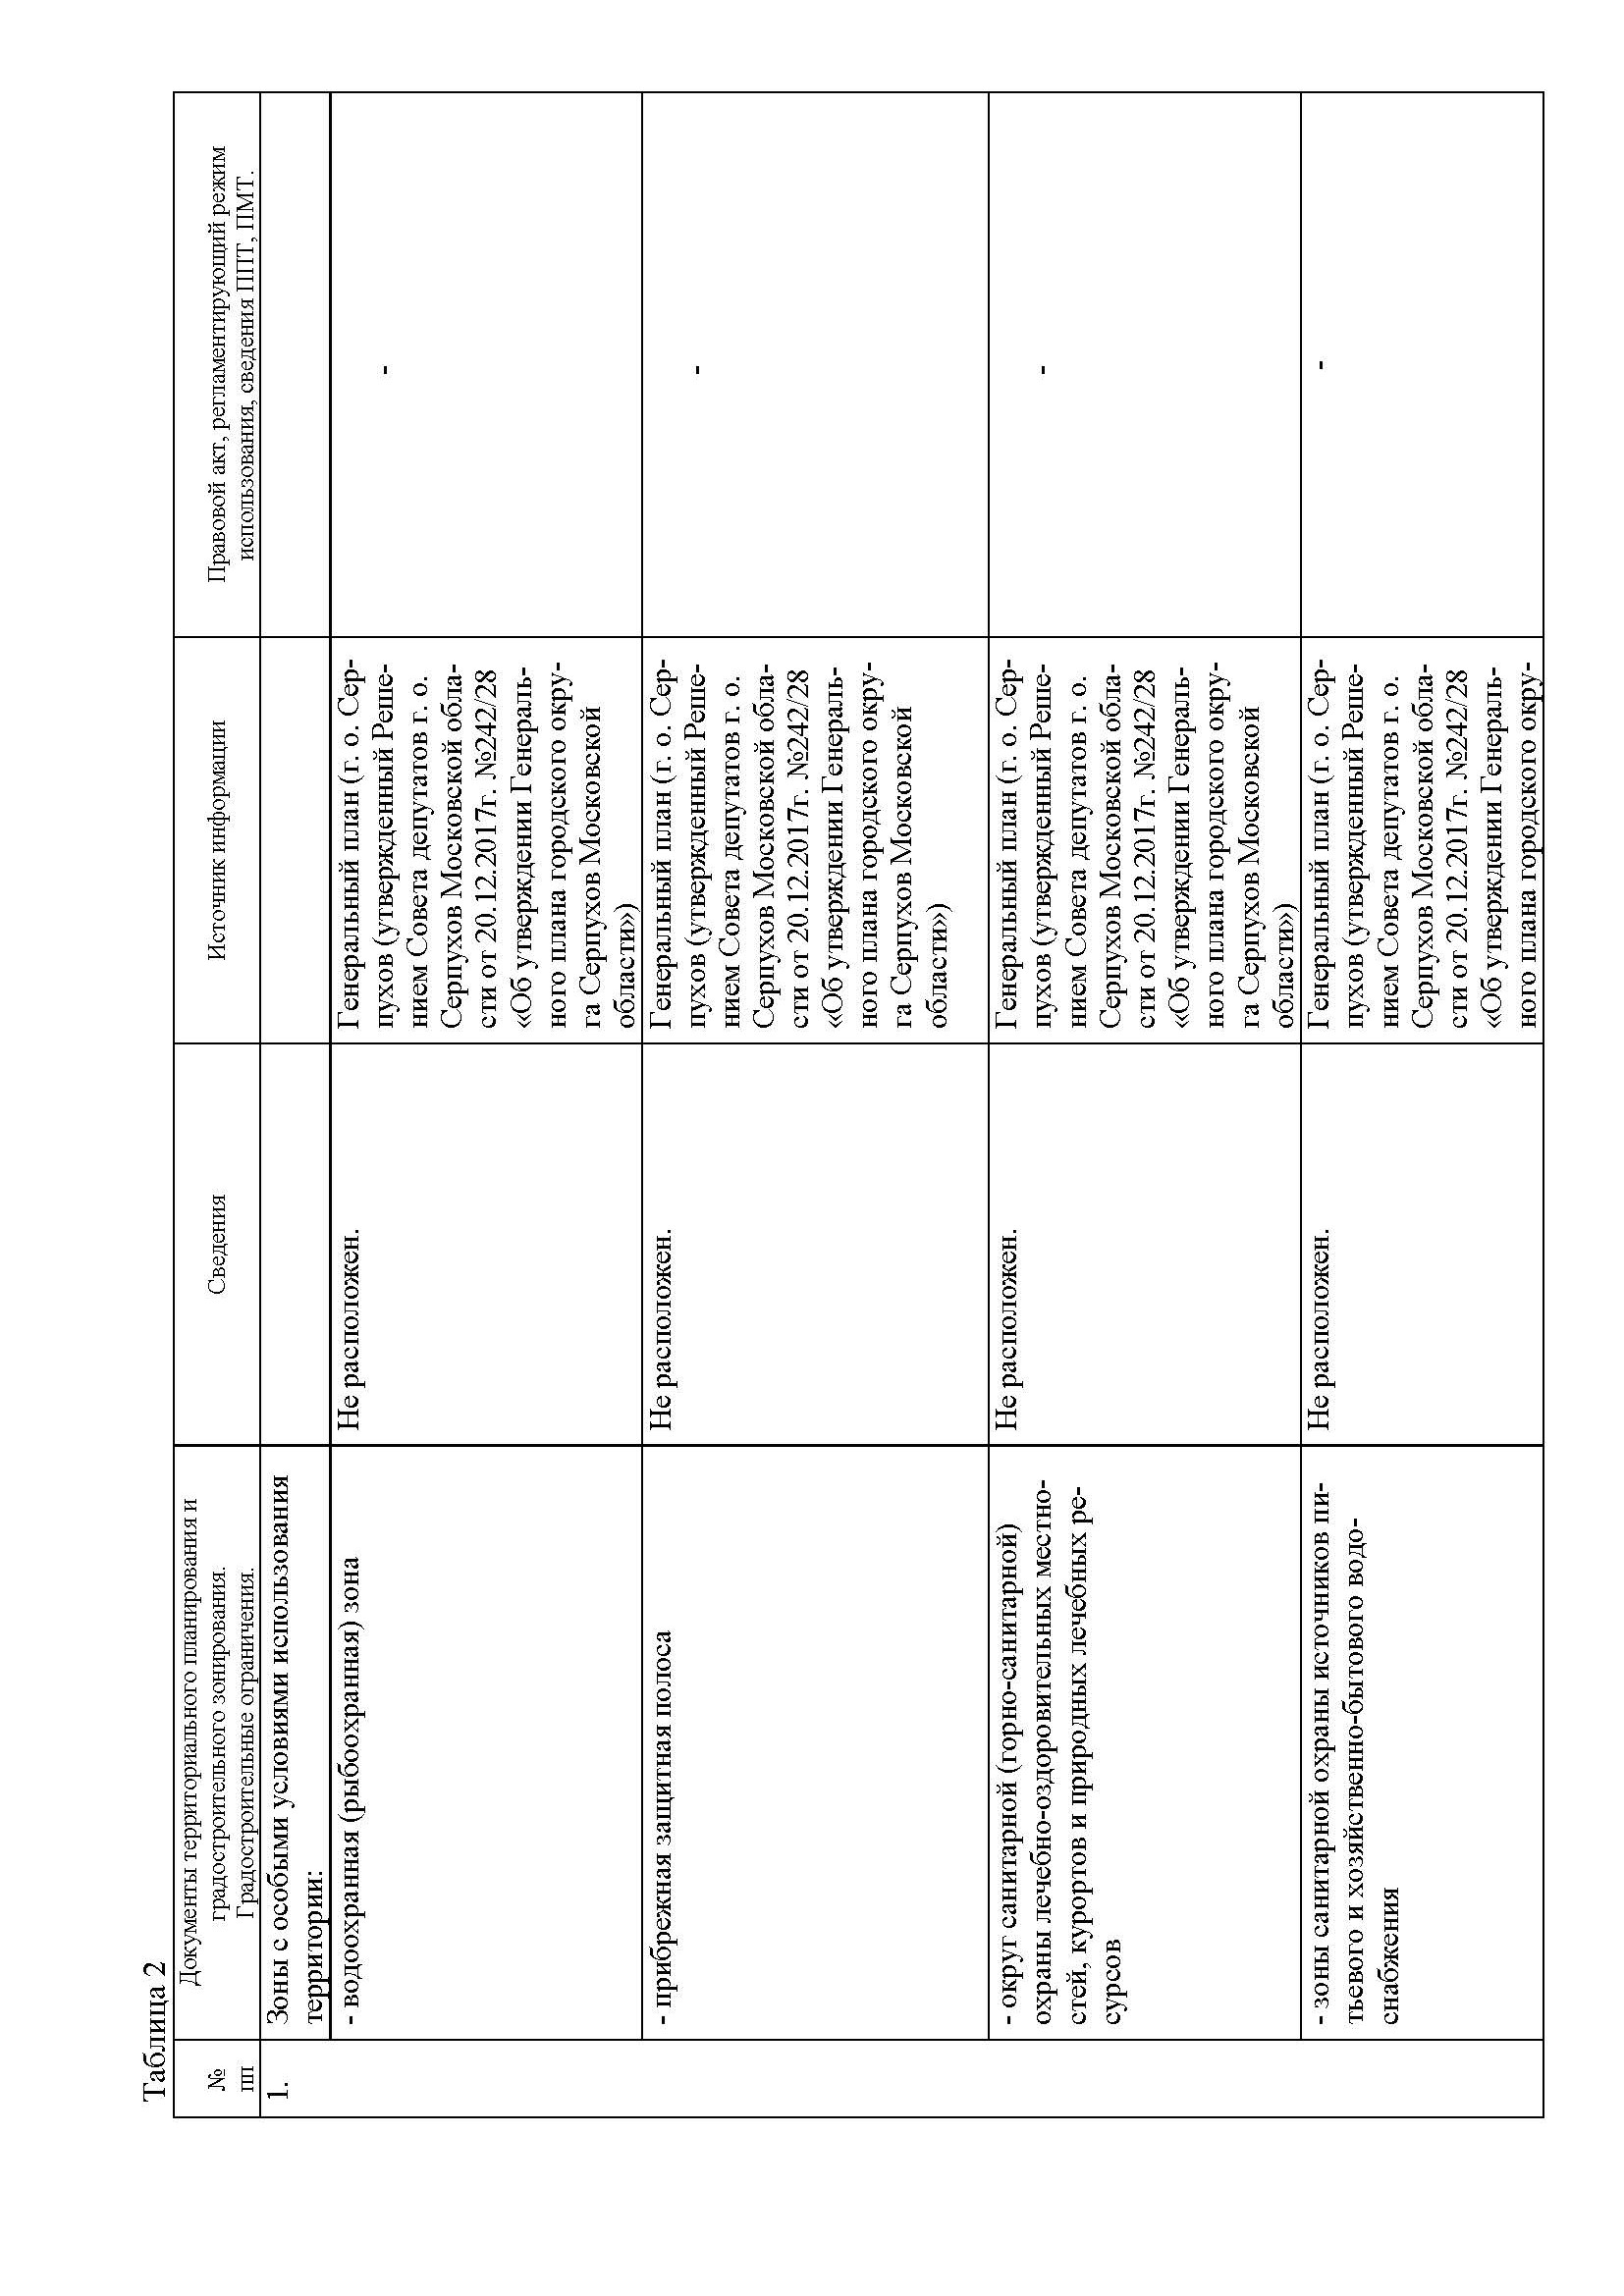 Таблица 2
№
пп
Документы территориального планирования и
градостроительного зонирования.
Градостроительные ограничения.
Сведения
Источник информации
Правовой акт, регламентирующий режим
использования, сведения ППТ, ПМТ.
1.
Зоны с особыми условиями использования
территории:
- водоохранная (рыбоохранная) зона
Не расположен.
Генеральный план (г. о. Сер-
пухов (утвержденный Реше-
нием Совета депутатов г. о.
Серпухов Московской обла-
сти от 20.12.2017г. №242/28
«Об утверждении Генераль-
ного плана городского окру-
га Серпухов Московской
области»)
-
- прибрежная защитная полоса
Не расположен.
Генеральный план (г. о. Сер-
пухов (утвержденный Реше-
нием Совета депутатов г. о.
Серпухов Московской обла-
сти от 20.12.2017г. №242/28
«Об утверждении Генераль-
ного плана городского окру-
га Серпухов Московской
области»)
-
- округ санитарной (горно-санитарной)
охраны лечебно-оздоровительных местно-
стей, курортов и природных лечебных ре-
сурсов
Не расположен.
Генеральный план (г. о. Сер-
пухов (утвержденный Реше-
нием Совета депутатов г. о.
Серпухов Московской обла-
сти от 20.12.2017г. №242/28
«Об утверждении Генераль-
ного плана городского окру-
га Серпухов Московской
области»)
-
- зоны санитарной охраны источников пи-
тьевого и хозяйственно-бытового водо-
снабжения
Не расположен.
Генеральный план (г. о. Сер-
пухов (утвержденный Реше-
нием Совета депутатов г. о.
Серпухов Московской обла-
сти от 20.12.2017г. №242/28
«Об утверждении Генераль-
ного плана городского окру-
-